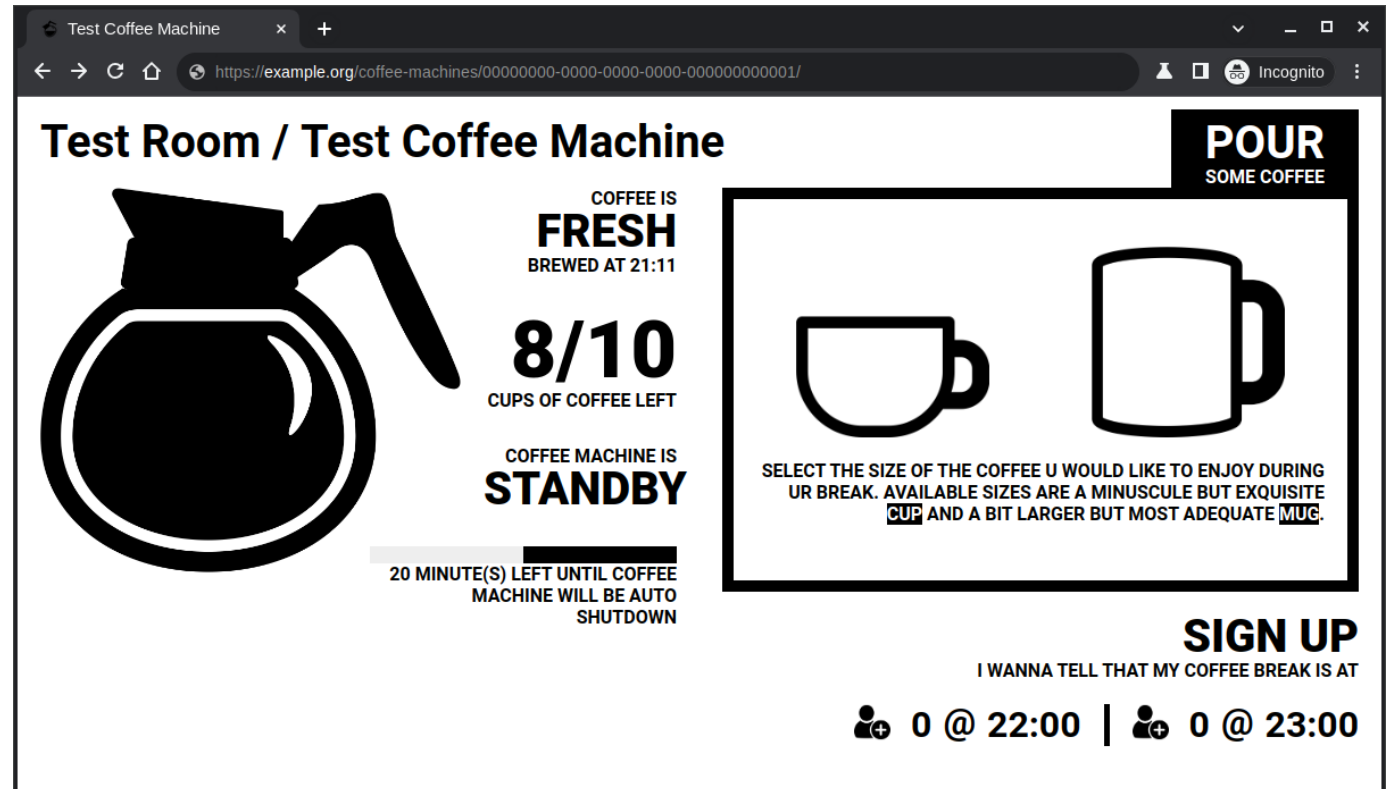 Test Coffee Machine
https://example.org/coffee-machines/00000000-0000-0000-0000-000000000001/
Incognito
Test Room / Test Coffee Machine
COFFEE IS
FRESH
BREWED AT 21:11
8/10
CUPS OF COFFEE LEFT
COFFEE MACHINE IS
STANDBY
20 MINUTE(S) LEFT UNTIL COFFEE
MACHINE WILL BE AUTO
SHUTDOWN
POUR
SOME COFFEE
SELECT THE SIZE OF THE COFFEE U WOULD LIKE TO ENJOY DURING
UR BREAK. AVAILABLE SIZES ARE A MINUSCULE BUT EXQUISITE
CUP AND A BIT LARGER BUT MOST ADEQUATE MUG.
SIGN UP
I WANNA TELL THAT MY COFFEE BREAK IS AT
0 @ 22:00 | 0 @ 23:00